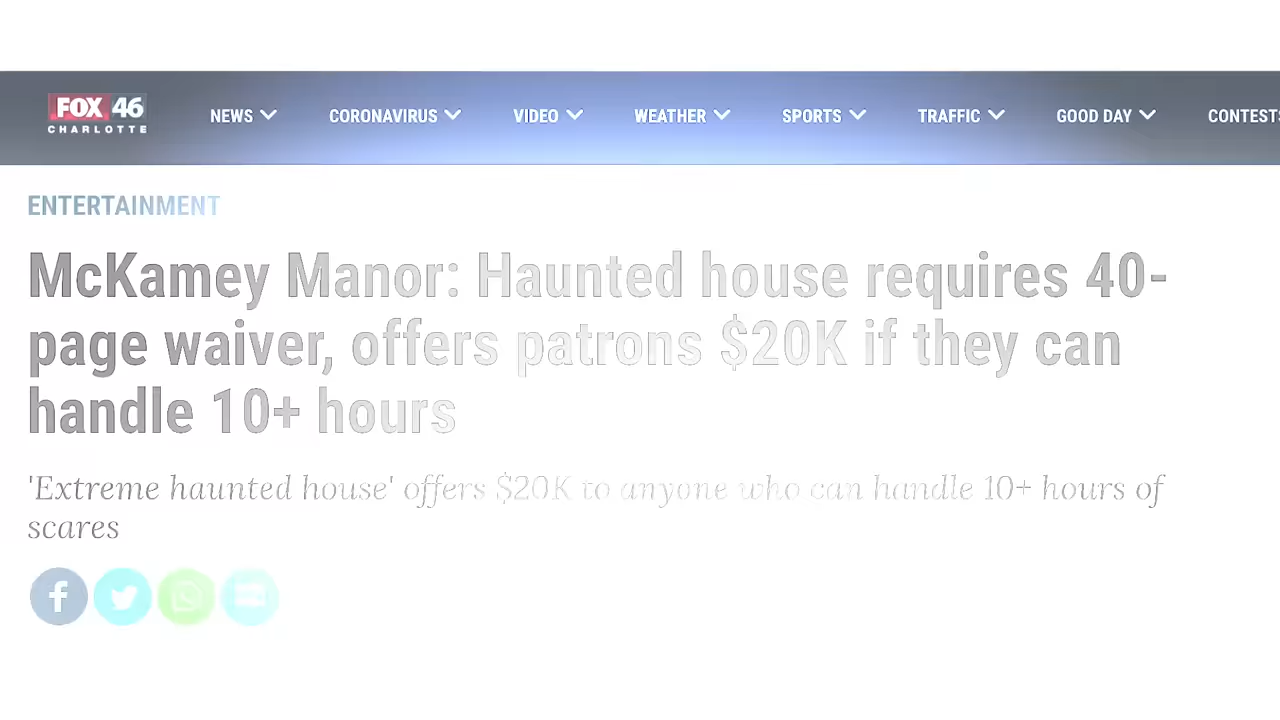 FOX 46
CHARLOTTE
NEWS
CORONAVIRUS
VIDEO
WEATHER
SPORTS
TRAFFIC
GOOD DAY
CONTESTS
ENTERTAINMENT
McKamey Manor: Haunted house requires 40-
page waiver, offers patrons $20K if they can
handle 10+ hours
'Extreme haunted house' offers $20K to anyone who can handle 10+ hours of
scares